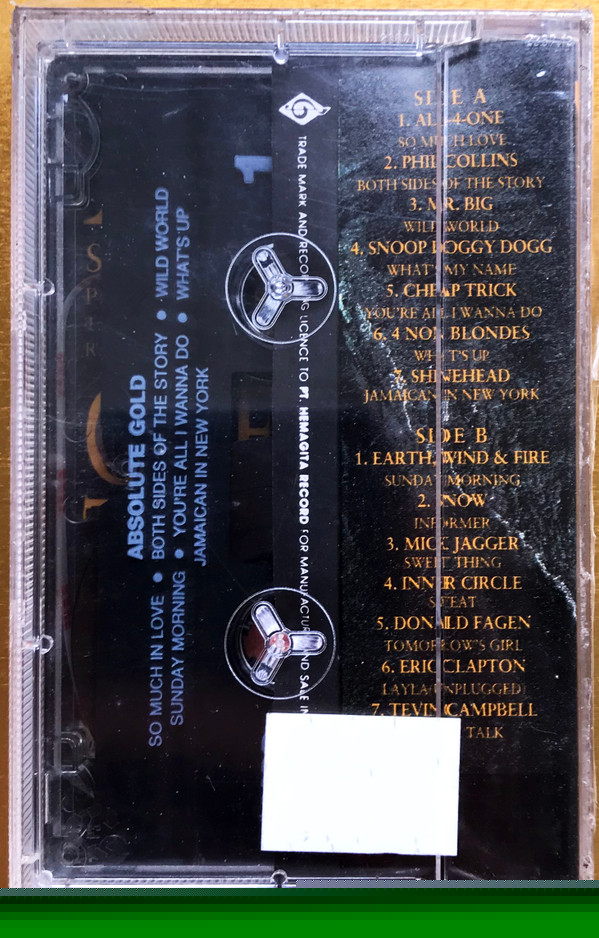 ABSOLUTE GOLD
SO MUCH IN LOVE ● BOTH SIDES OF THE STORY ● WILD WORLD
SUNDAY MORNING ● YOU'RE ALL I WANNA DO ● WHAT'S UP
JAMAICAN IN NEW YORK
1
TRADE MARK AND RECORDING LICENCE TO PT. HEMAGITA RECORD FOR MANUFACTURE AND SALE IN
SIDE A
1. ALL-4-ONE
SO MUCH LOVE
2. PHIL COLLINS
BOTH SIDES OF THE STORY
3. MR. BIG
WILD WORLD
4. SNOOP DOGGY DOGG
WHAT'S MY NAME
5. CHEAP TRICK
YOU'RE ALL I WANNA DO
6. 4 NON BLONDES
WHAT'S UP
7. SHINEHEAD
JAMAICAN IN NEW YORK
SIDE B
1. EARTH, WIND & FIRE
SUNDAY MORNING
2. SNOW
INFORMER
3. MICK JAGGER
SWEET THING
4. INNER CIRCLE
SWEAT
5. DONALD FAGEN
TOMORROW'S GIRL
6. ERIC CLAPTON
LAYLA (UNPLUGGED)
7. TEVIN CAMPBELL
TALK